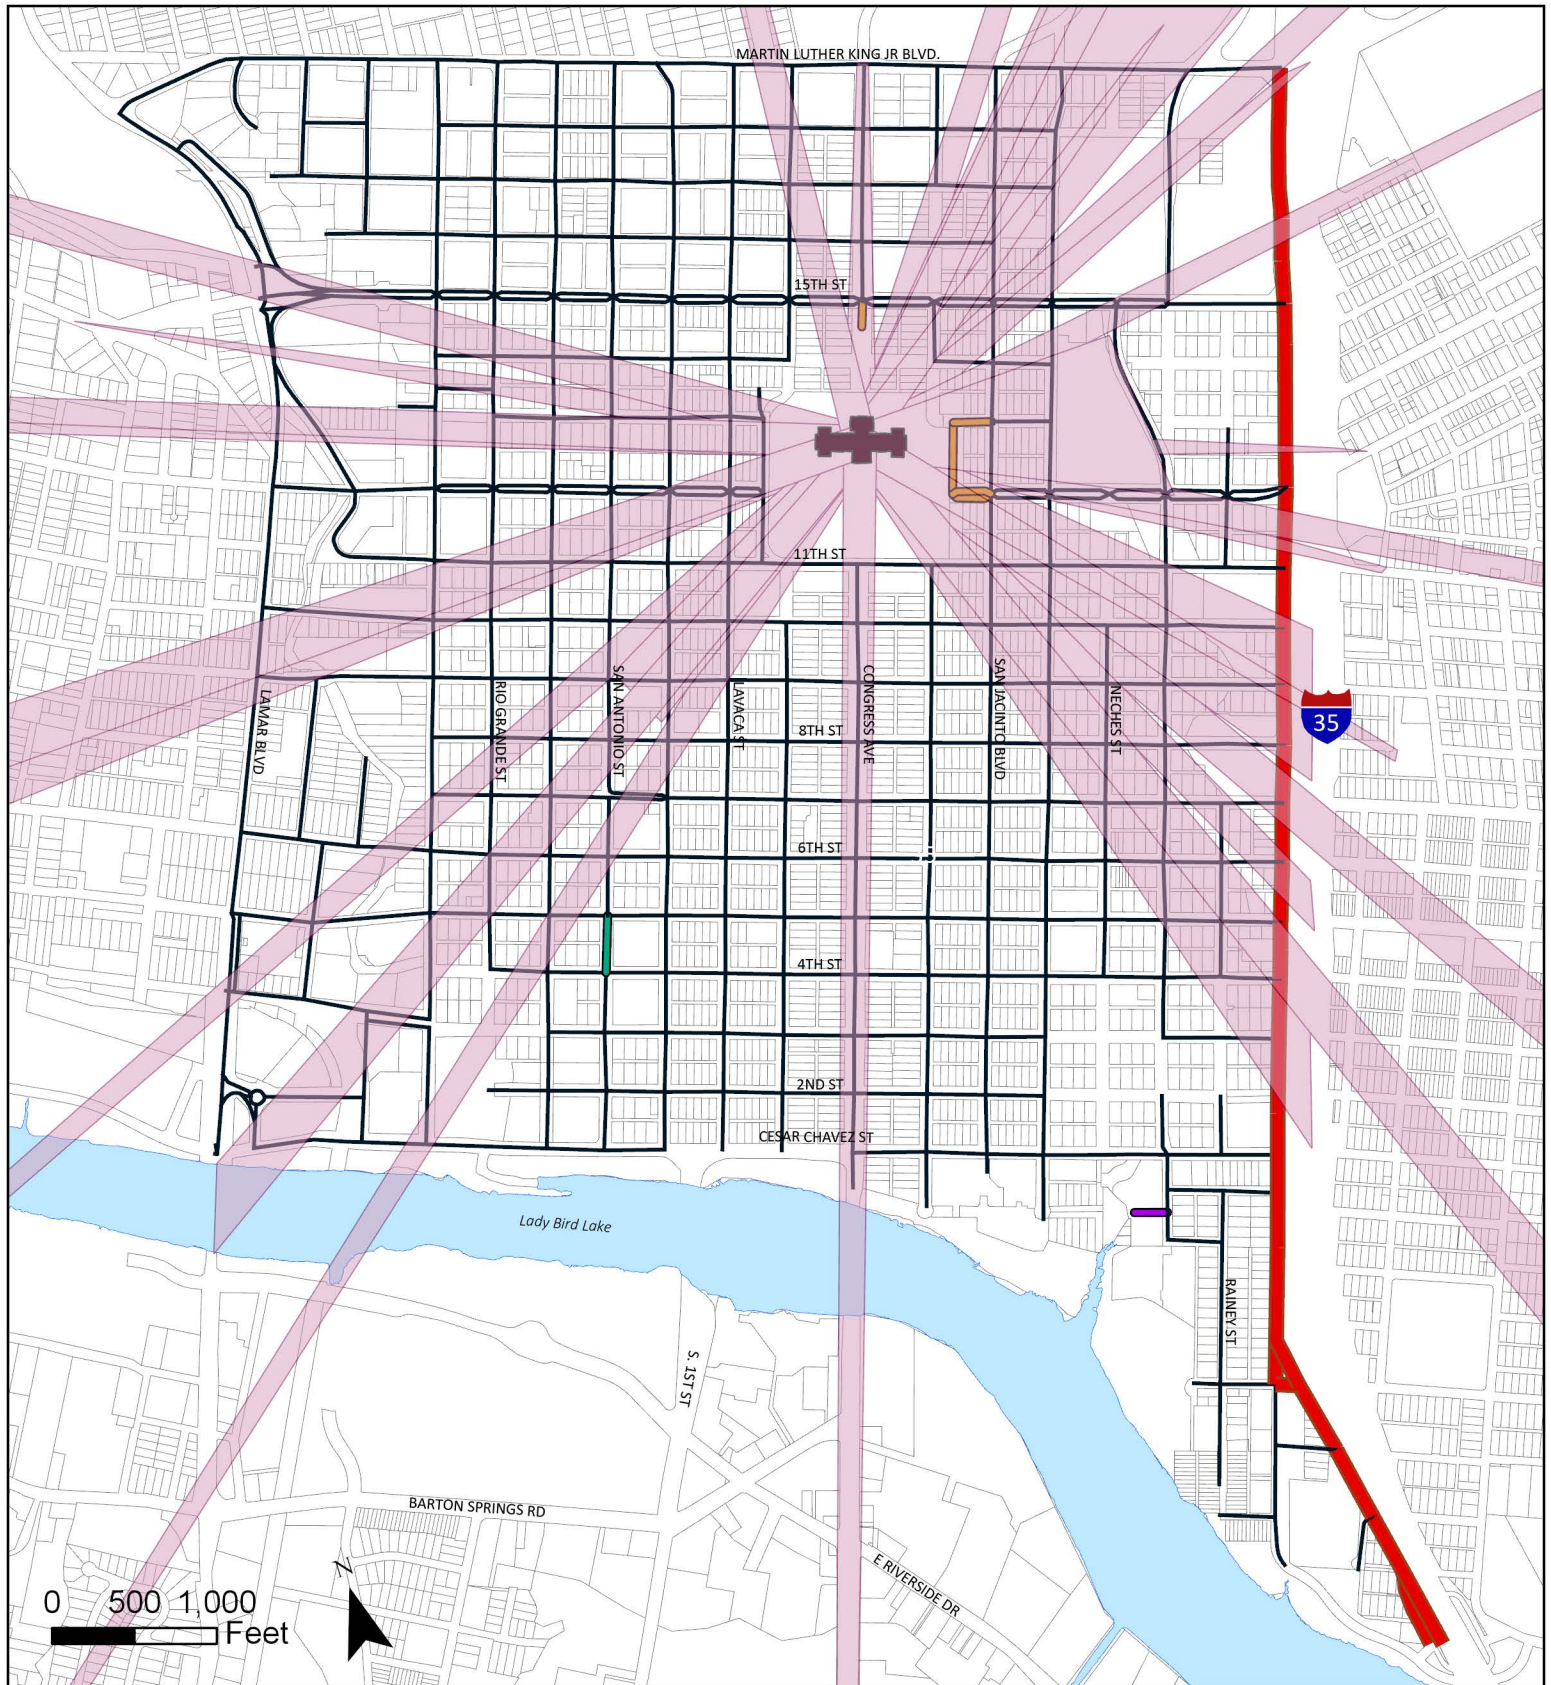 MARTIN LUTHER KING JR BLVD.
15TH ST
11TH ST
LAMAR BLVD
RIO GRANDE ST
SAN ANTONIO ST
LAVACA ST
CONGRESS AVE
SAN JACINTO BLVD
NECHES ST
35
8TH ST
6TH ST
35
4TH ST
2ND ST
CESAR CHAVEZ ST
Lady Bird Lake
RAINEY ST
S. 1ST ST
BARTON SPRINGS RD
E RIVERSIDE DR
N
0 500 1,000
Feet